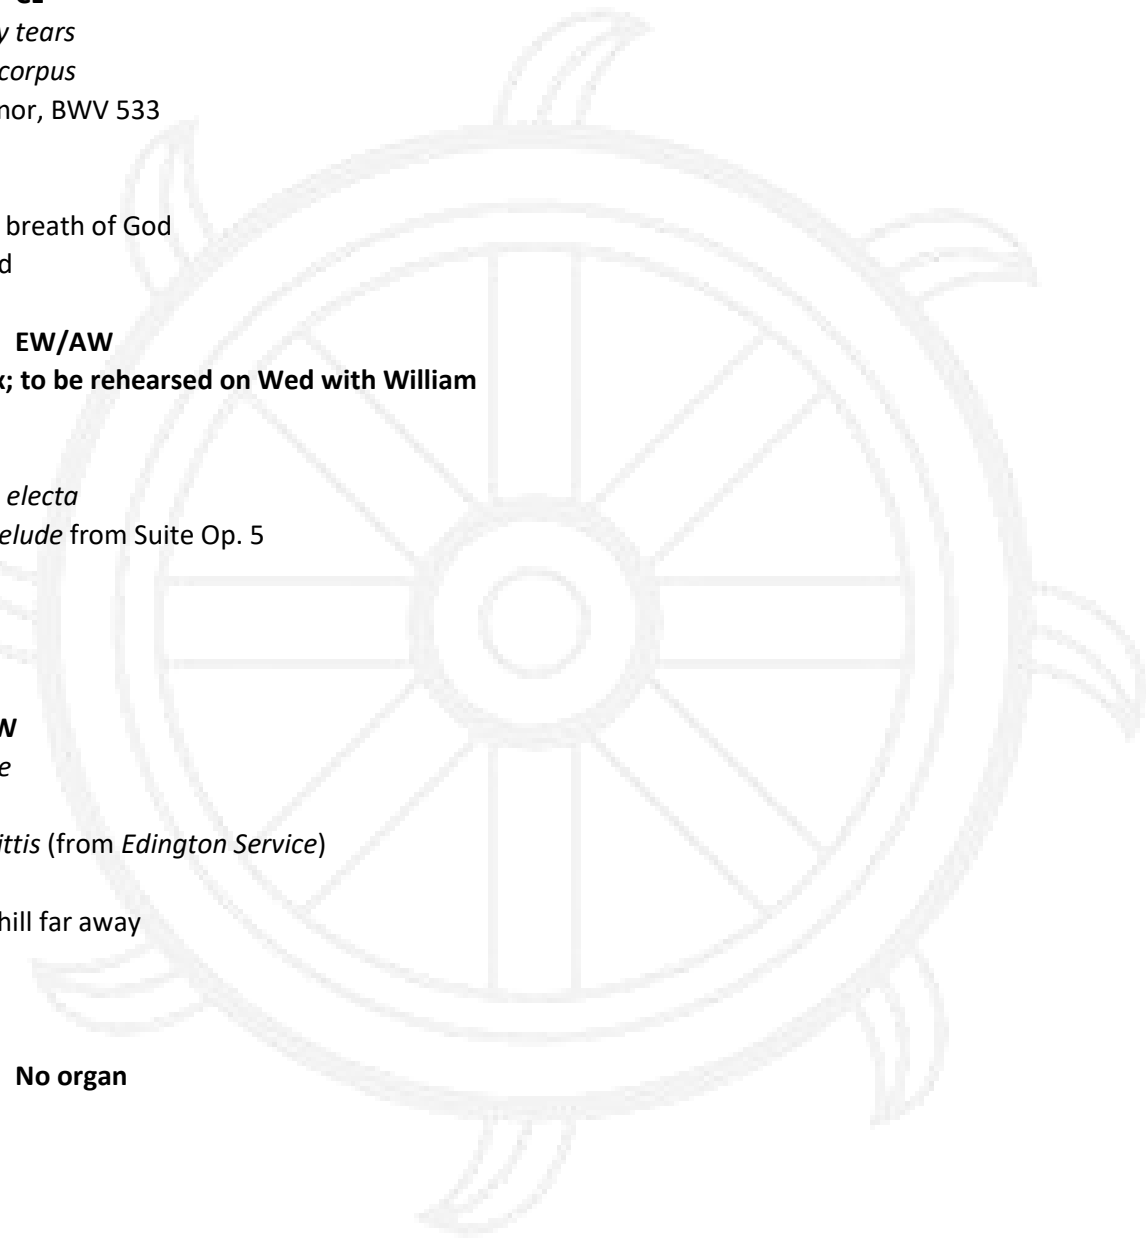 y tears
corpus
nor, BWV 533
breath of God
d
EW/AW
x; to be rehearsed on Wed with William
electa
elude from Suite Op. 5
W
e
ittis (from Edington Service)
hill far away
No organ